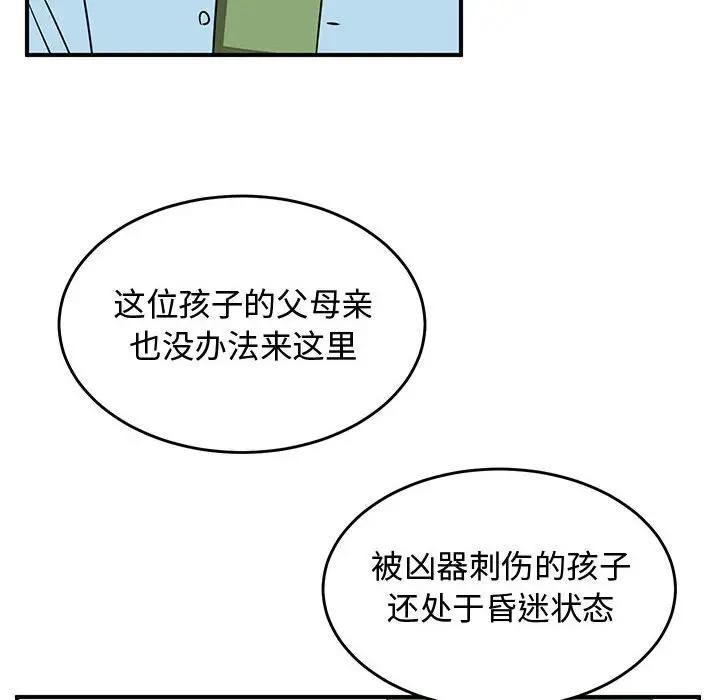 这位孩子的父母亲
也没办法来这里
被凶器刺伤的孩子
还处于昏迷状态